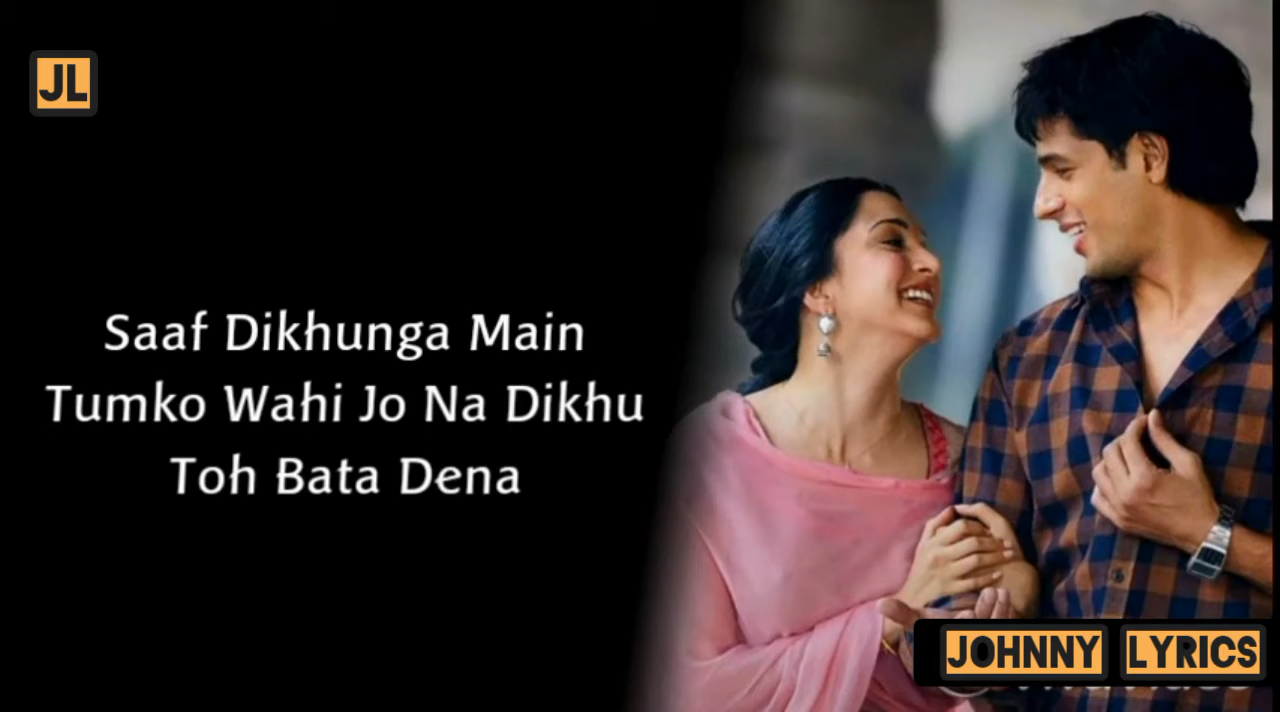 JL
Saaf Dikhunga Main
Tumko Wahi Jo Na Dikhu
Toh Bata Dena
JOHNNY LYRICS